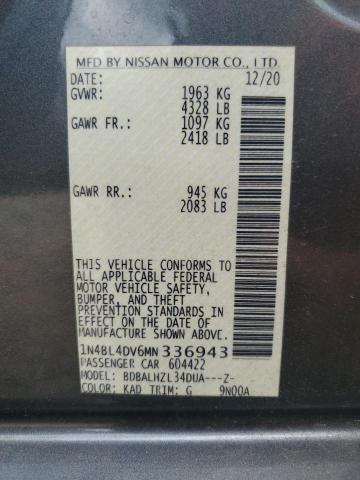 MFD BY NISSAN MOTOR CO., LTD.
DATE: 12/20
GVWR: 1963 KG
4328 LB
GAWR FR.: 1097 KG
2418 LB
GAWR RR.: 945 KG
2083 LB
THIS VEHICLE CONFORMS TO
ALL APPLICABLE FEDERAL
MOTOR VEHICLE SAFETY,
BUMPER, AND THEFT
PREVENTION STANDARDS
IN EFFECT ON THE DATE OF
MANUFACTURE SHOWN ABOVE.
1N4BL4DV6MN336943
PASSENGER CAR 604422
MODEL: BDBALHZL34DUA---Z-
COLOR: KAD TRIM: G 9N00A